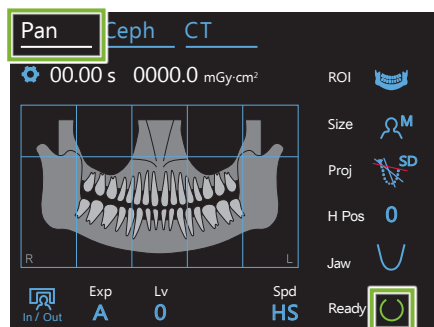 Pan Ceph CT
00.00 s 0000.0 mGy·cm²
ROI
Size M
Proj SD
H Pos 0
R L
Jaw
In / Out
Exp Lv Spd
A 0 HS
Ready